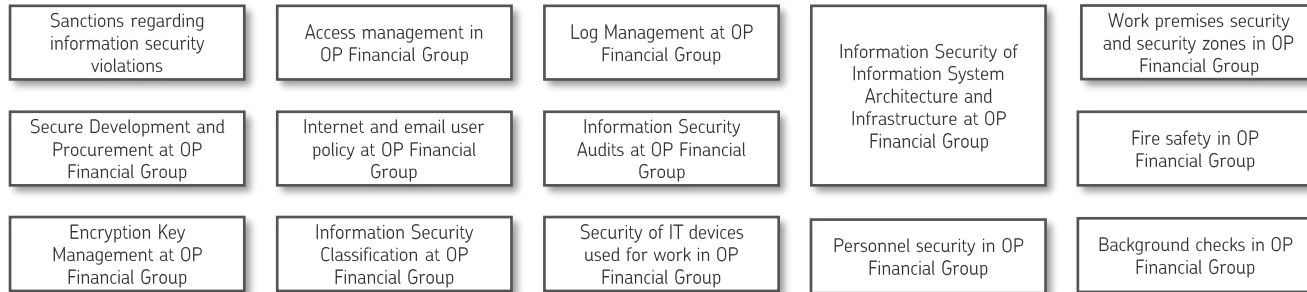 Sanctions regarding
information security
violations
Access management in
OP Financial Group
Log Management at OP
Financial Group
Information Security of
Information System
Architecture and
Infrastructure at OP
Financial Group
Work premises security
and security zones in OP
Financial Group
Secure Development and
Procurement at OP
Financial Group
Internet and email user
policy at OP Financial
Group
Information Security
Audits at OP Financial
Group
Fire safety in OP
Financial Group
Encryption Key
Management at OP
Financial Group
Information Security
Classification at OP
Financial Group
Security of IT devices
used for work in OP
Financial Group
Personnel security in OP
Financial Group
Background checks in OP
Financial Group